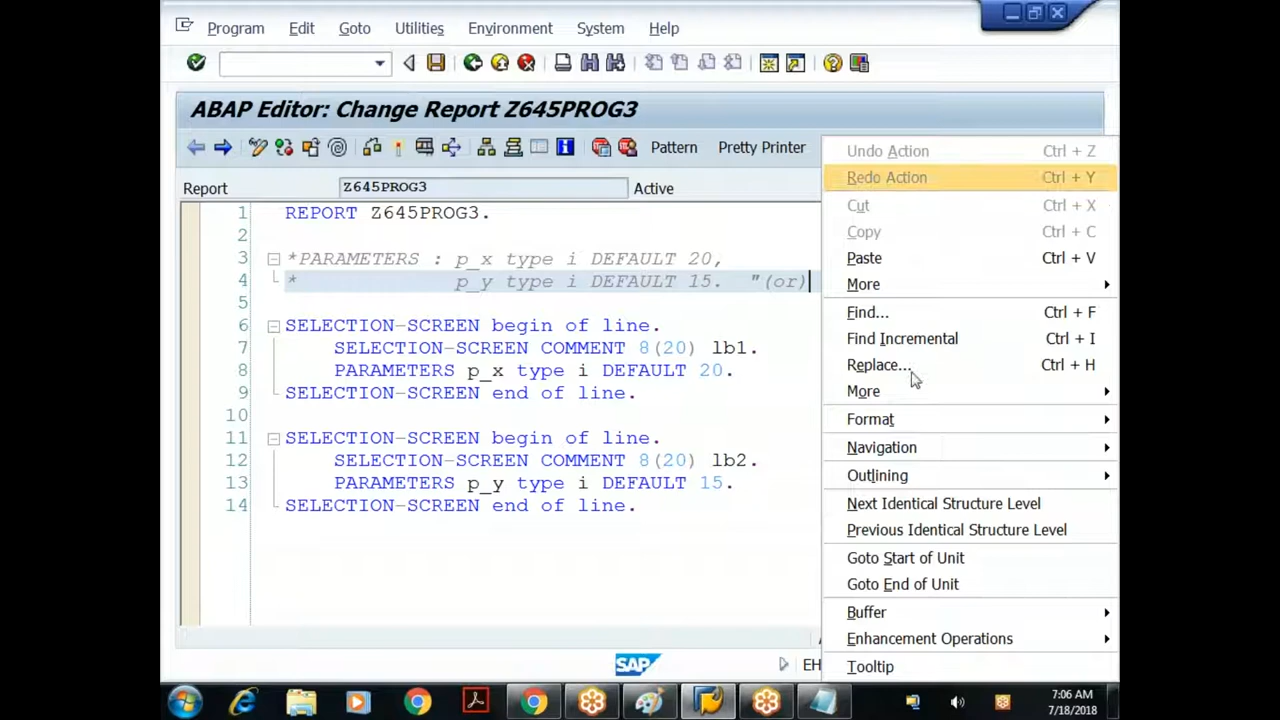 Program Edit Goto Utilities Environment System Help
ABAP Editor: Change Report Z645PROG3
Pattern Pretty Printer
Report Z645PROG3 Active
1 REPORT Z645PROG3.
2
3 *PARAMETERS : p_x type i DEFAULT 20,
4 * p_y type i DEFAULT 15. "(or)
5
6 SELECTION-SCREEN begin of line.
7 SELECTION-SCREEN COMMENT 8(20) lb1.
8 PARAMETERS p_x type i DEFAULT 20.
9 SELECTION-SCREEN end of line.
10
11 SELECTION-SCREEN begin of line.
12 SELECTION-SCREEN COMMENT 8(20) lb2.
13 PARAMETERS p_y type i DEFAULT 15.
14 SELECTION-SCREEN end of line.
Undo Action Ctrl + Z
Redo Action Ctrl + Y
Cut Ctrl + X
Copy Ctrl + C
Paste Ctrl + V
More
Find... Ctrl + F
Find Incremental Ctrl + I
Replace... Ctrl + H
More
Format
Navigation
Outlining
Next Identical Structure Level
Previous Identical Structure Level
Goto Start of Unit
Goto End of Unit
Buffer
Enhancement Operations
Tooltip
SAP EH
7:06 AM
7/18/2018